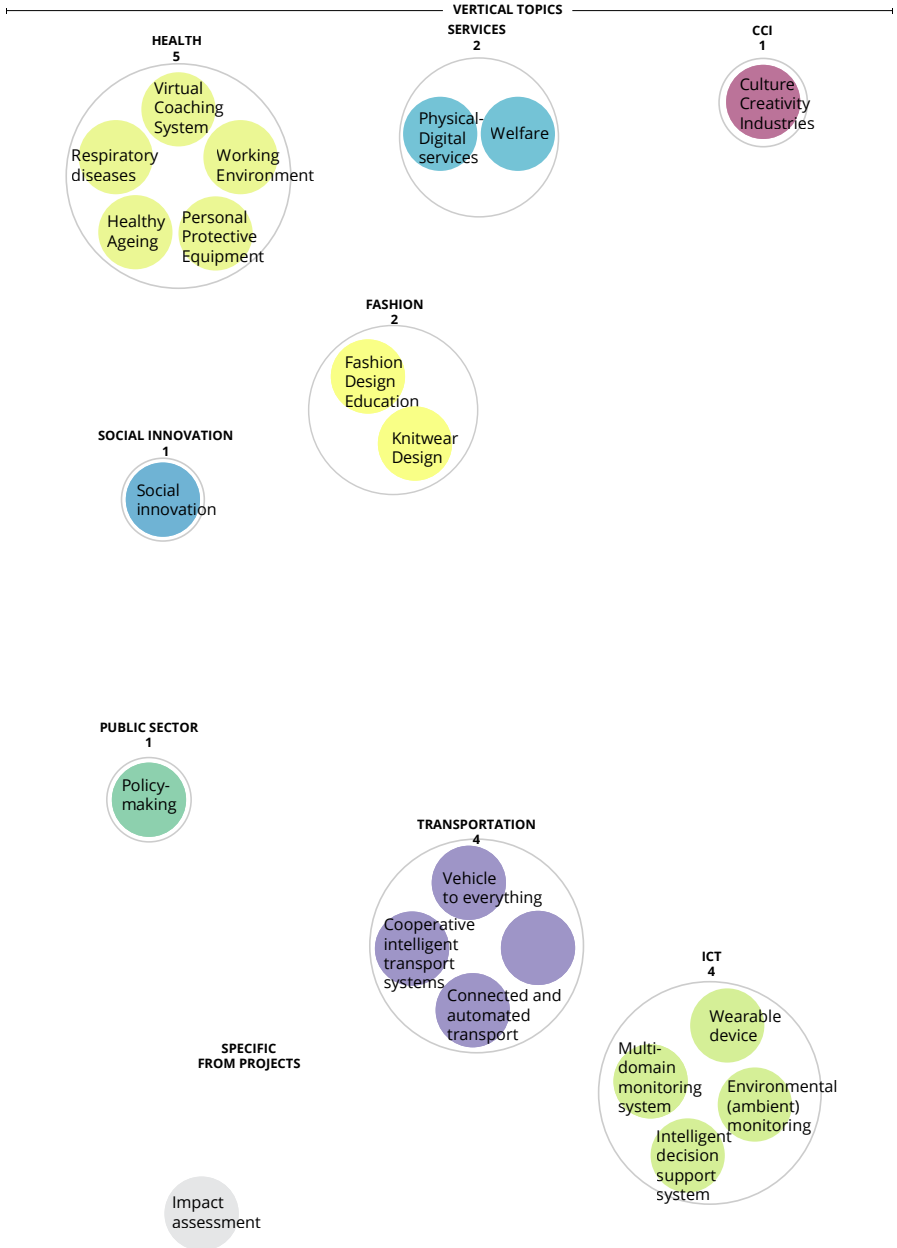 VERTICAL TOPICS
HEALTH
5
Virtual
Coaching
System
Respiratory
diseases
Working
Environment
Healthy
Ageing
Personal
Protective
Equipment
SERVICES
2
Physical-
Digital
services
Welfare
CCI
1
Culture
Creativity
Industries
FASHION
2
Fashion
Design
Education
Knitwear
Design
SOCIAL INNOVATION
1
Social
innovation
PUBLIC SECTOR
1
Policy-
making
TRANSPORTATION
4
Vehicle
to everything
Cooperative
intelligent
transport
systems
Connected and
automated
transport
ICT
4
Wearable
device
Multi-
domain
monitoring
system
Environmental
(ambient)
monitoring
Intelligent
decision
support
system
SPECIFIC
FROM PROJECTS
Impact
assessment